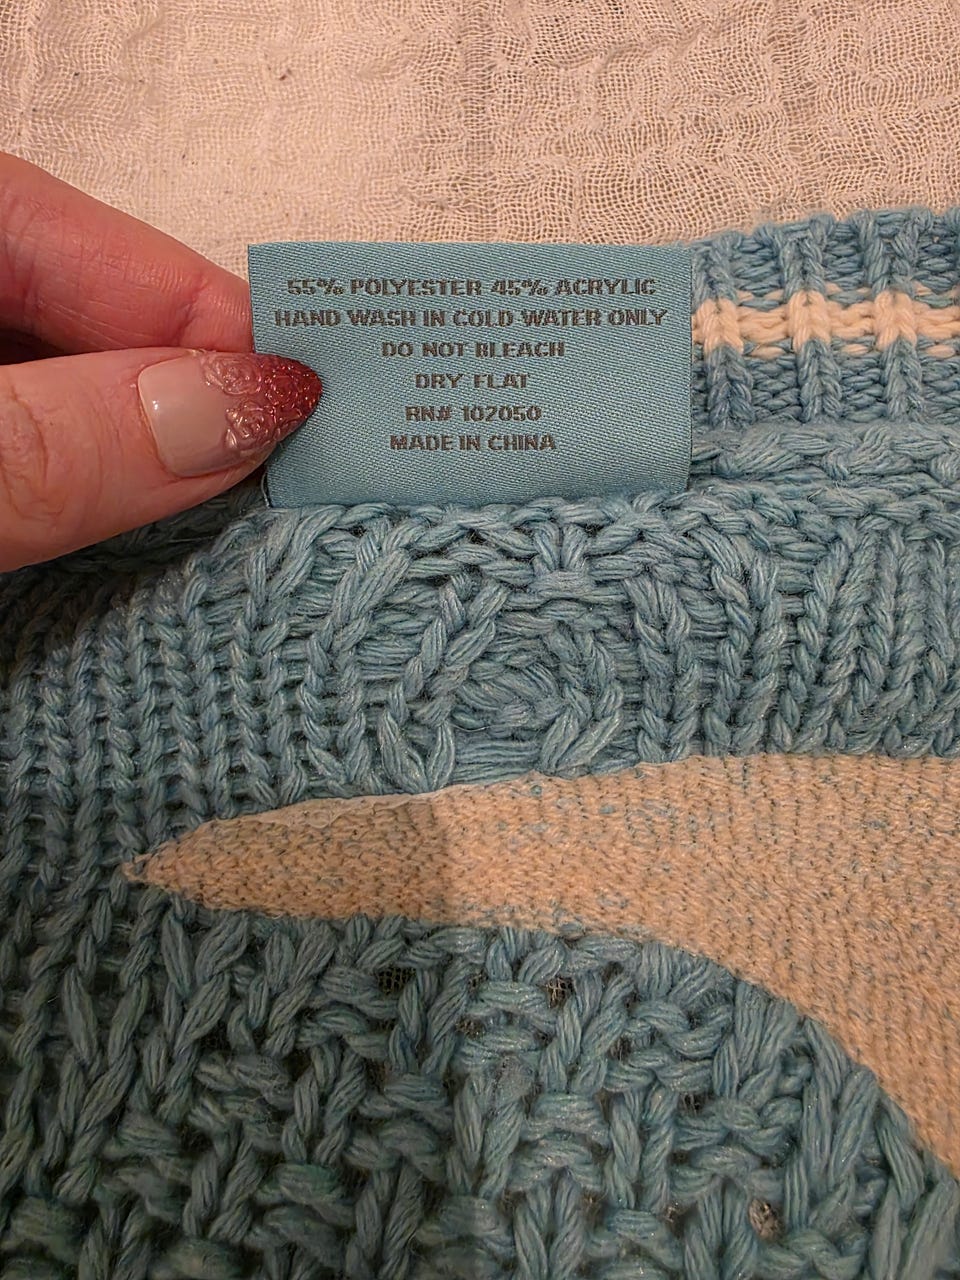 55% POLYESTER 45% ACRYLIC
HAND WASH IN COLD WATER ONLY
DO NOT BLEACH
DRY FLAT
RN# 102050
MADE IN CHINA